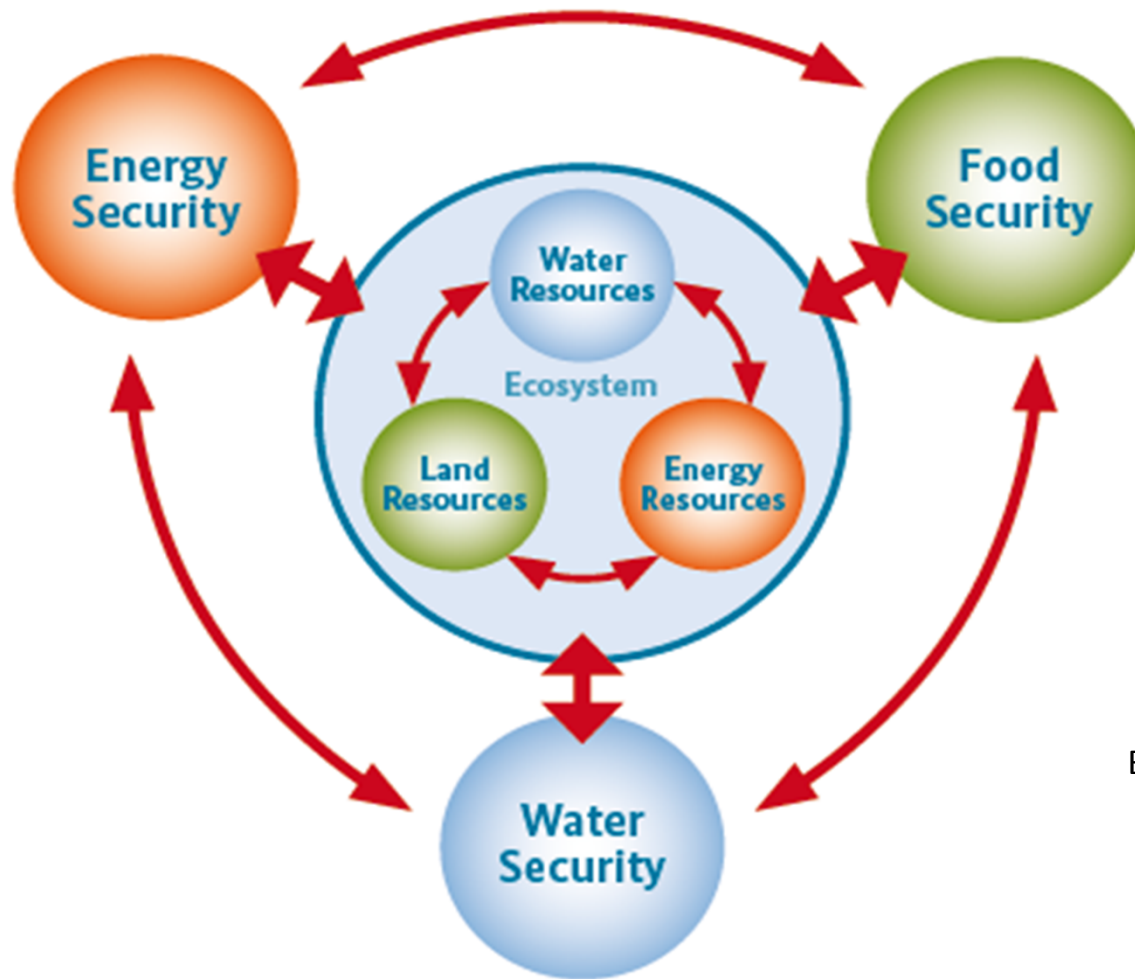 Energy
Security
Food
Security
Water
Resources
Ecosystem
Land
Resources
Energy
Resources
Water
Security
E